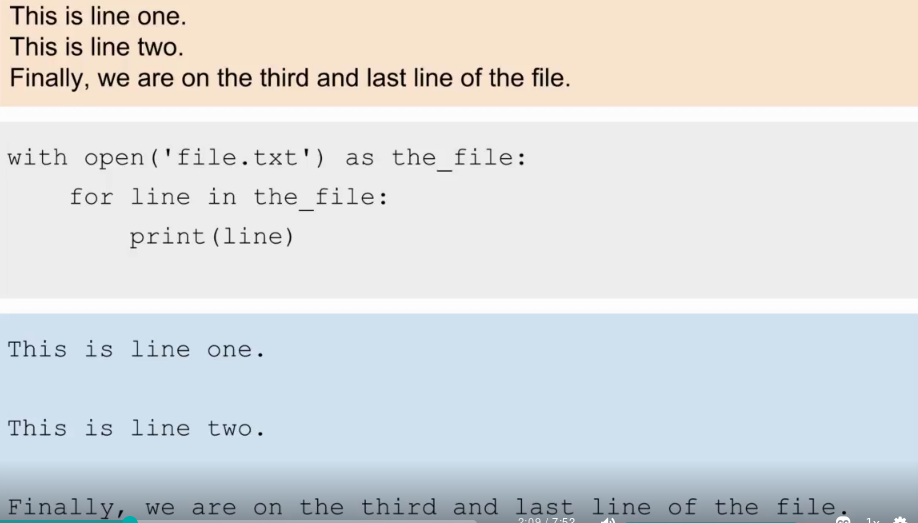 This is line one.
This is line two.
Finally, we are on the third and last line of the file.
with open('file.txt') as the_file:
    for line in the_file:
        print(line)
This is line one.
This is line two.
Finally, we are on the third and last line of the file.
2:09 / 7:52
1x